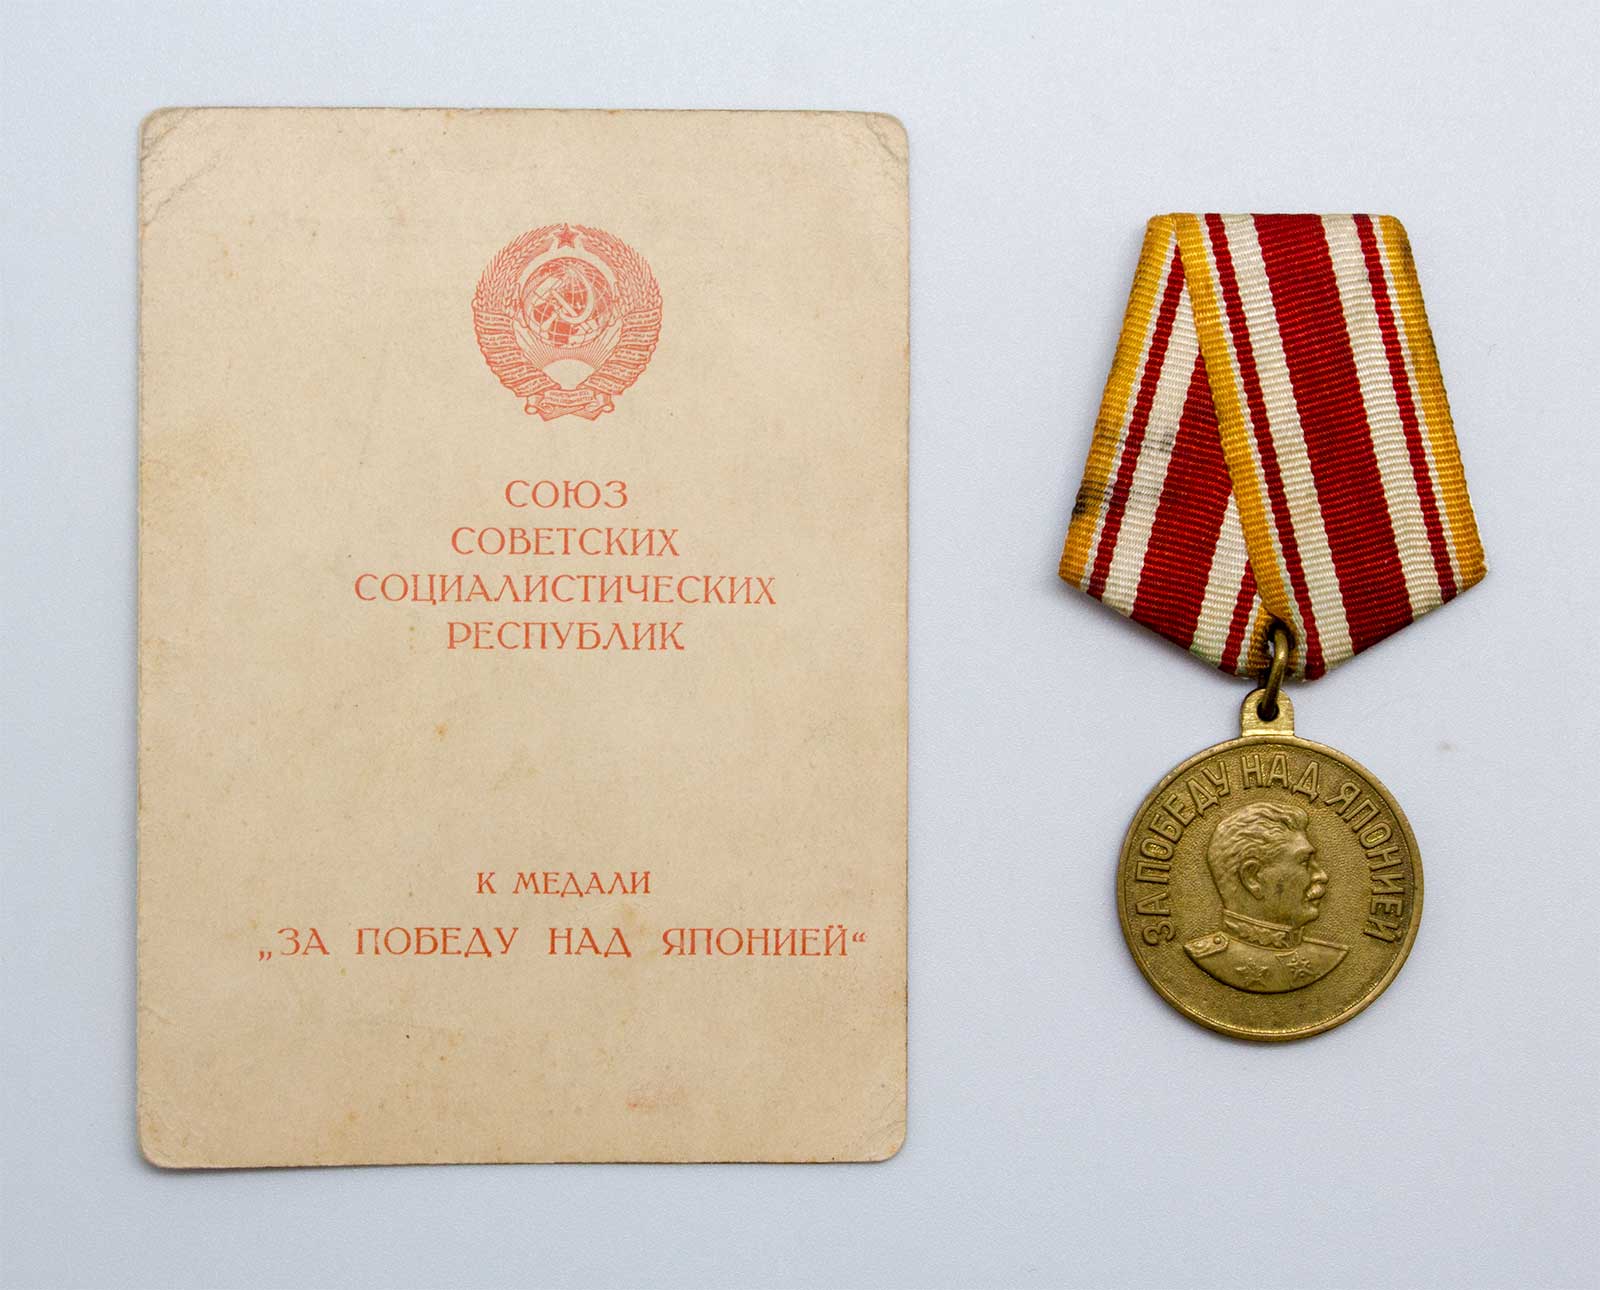 СОЮЗ
СОВЕТСКИХ
СОЦИАЛИСТИЧЕСКИХ
РЕСПУБЛИК
К МЕДАЛИ
„ЗА ПОБЕДУ НАД ЯПОНИЕЙ“
ЗА ПОБЕДУ НАД ЯПОНИЕЙ